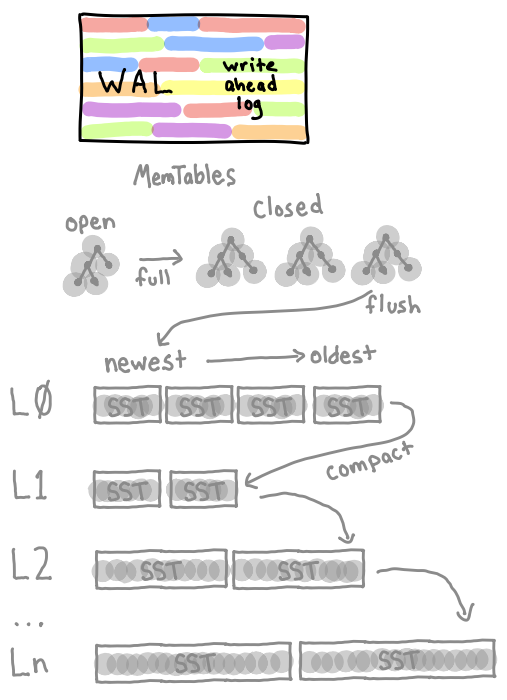 WAL
write
ahead
log
MemTables
open
Closed
full
flush
newest
oldest
LØ
SST SST SST SST
compact
L1
SST SST
L2
SST SST
...
Ln
SST SST